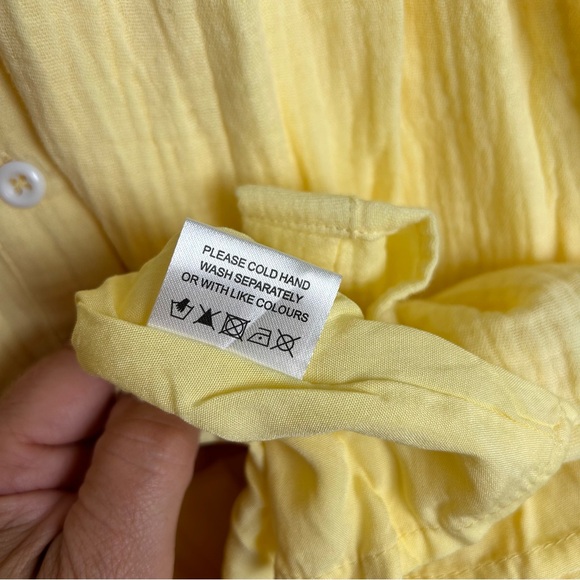 PLEASE COLD HAND
WASH SEPARATELY
OR WITH LIKE COLOURS